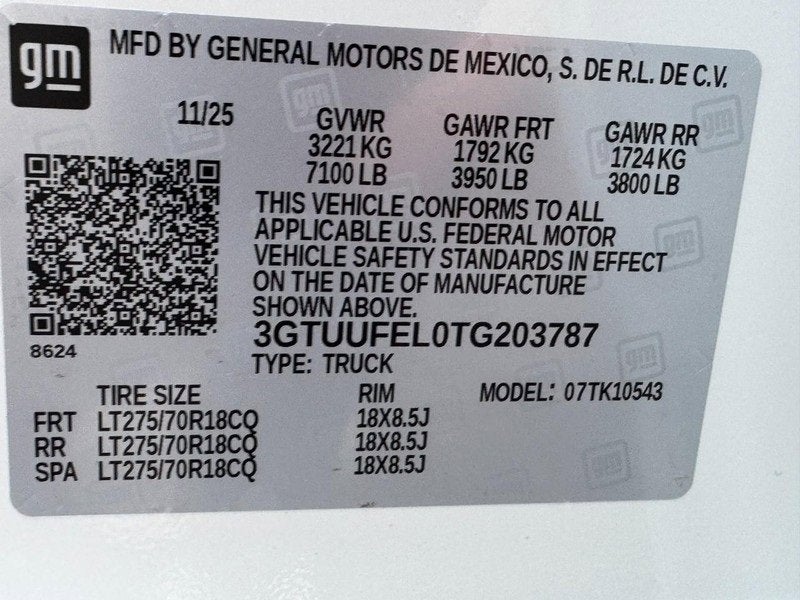 gm
MFD BY GENERAL MOTORS DE MEXICO, S. DE R.L. DE C.V.
11/25 GVWR GAWR FRT GAWR RR
3221 KG 1792 KG 1724 KG
7100 LB 3950 LB 3800 LB
THIS VEHICLE CONFORMS TO ALL
APPLICABLE U.S. FEDERAL MOTOR
VEHICLE SAFETY STANDARDS IN EFFECT
ON THE DATE OF MANUFACTURE
SHOWN ABOVE.
8624
3GTUUFEL0TG203787
TYPE: TRUCK
TIRE SIZE RIM MODEL: 07TK10543
FRT LT275/70R18CQ 18X8.5J
RR LT275/70R18CQ 18X8.5J
SPA LT275/70R18CQ 18X8.5J